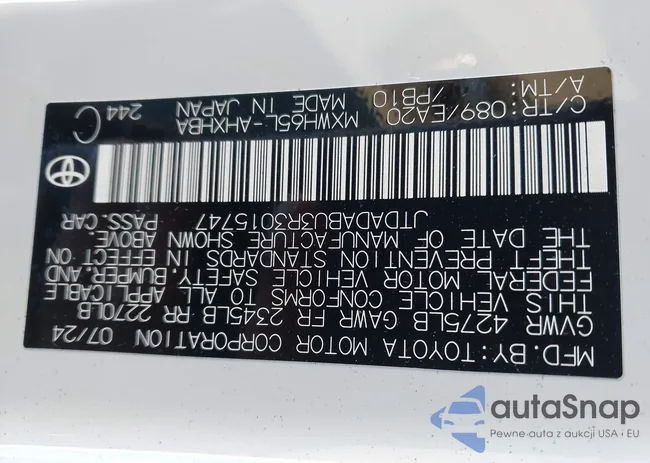 MFD.BY:TOYOTA MOTOR CORPORATION 07/24
GVWR 4275LB GAWR FR 2345LB RR 2270LB
THIS VEHICLE CONFORMS TO ALL APPLICABLE
FEDERAL MOTOR VEHICLE SAFETY, BUMPER, AND
THEFT PREVENTION STANDARDS IN EFFECT ON
THE DATE OF MANUFACTURE SHOWN ABOVE.
JTDADABU3R3015747 PASS.CAR
C/TR:089/EA20 MXWH65L-AHXHBA
A/TM: /PB10 MADE IN JAPAN 244
C
autaSnap
Pewne auta z aukcji USA i EU